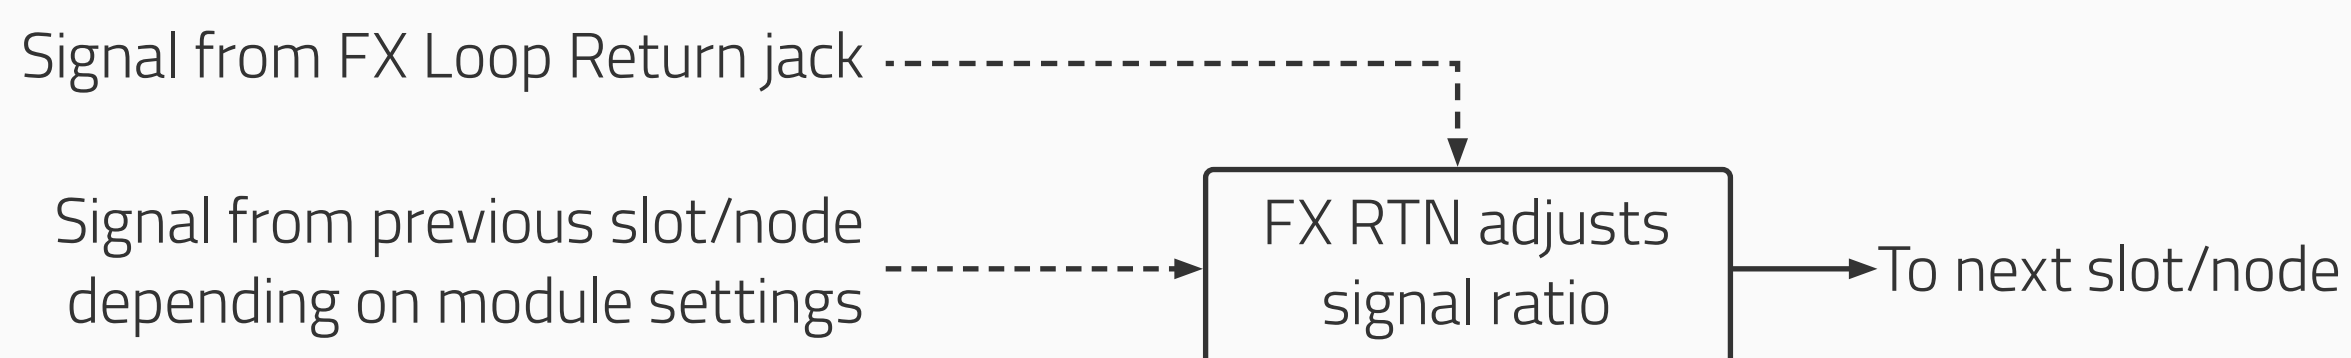 Signal from FX Loop Return jack
Signal from previous slot/node
depending on module settings
FX RTN adjusts
signal ratio
To next slot/node